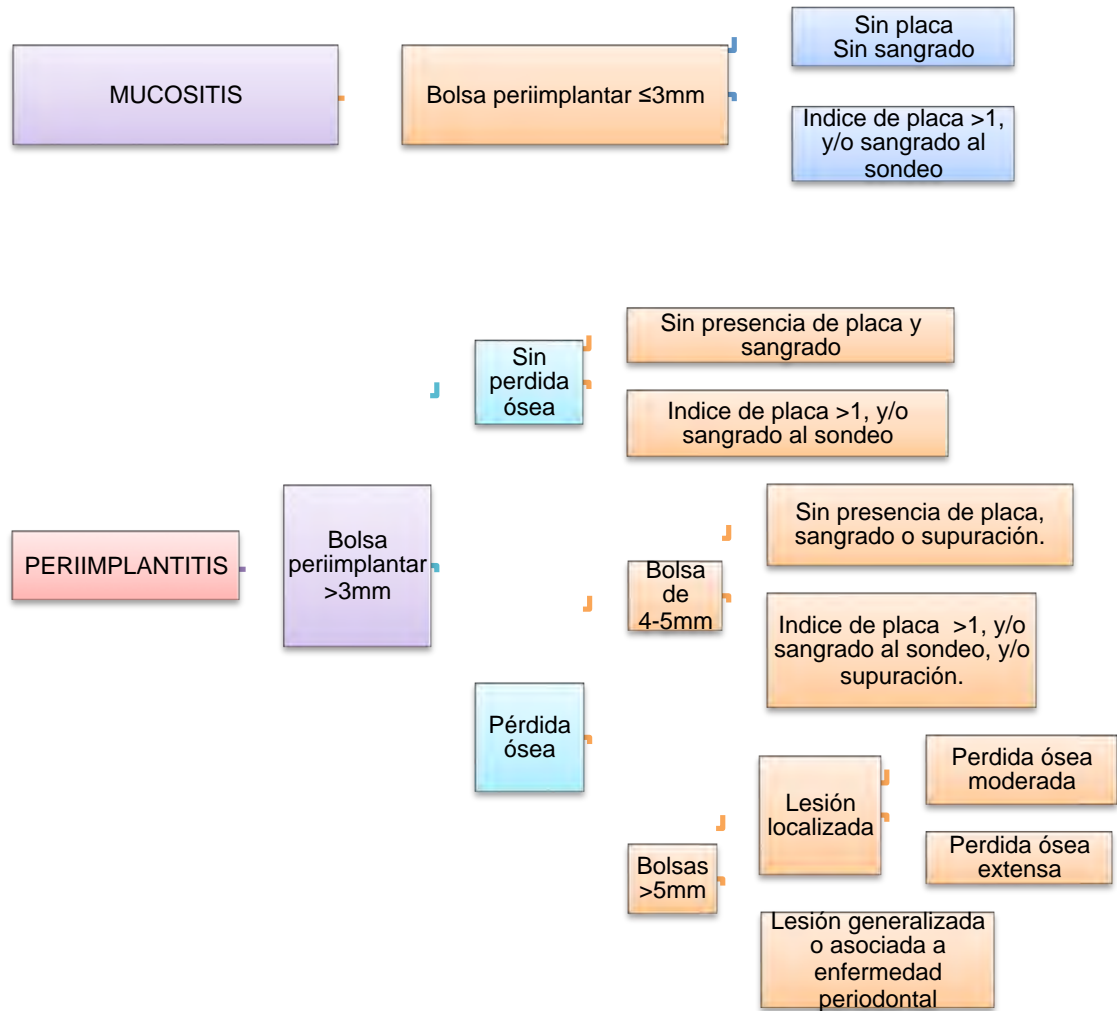 MUCOSITIS
Bolsa periimplantar ≤3mm
Sin placa
Sin sangrado
Indice de placa >1,
y/o sangrado al
sondeo
PERIIMPLANTITIS
Bolsa
periimplantar
>3mm
Sin
perdida
ósea
Sin presencia de placa y
sangrado
Indice de placa >1, y/o
sangrado al sondeo
Pérdida
ósea
Bolsa
de
4-5mm
Sin presencia de placa,
sangrado o supuración.
Indice de placa >1, y/o
sangrado al sondeo, y/o
supuración.
Bolsas
>5mm
Lesión
localizada
Perdida ósea
moderada
Perdida ósea
extensa
Lesión generalizada
o asociada a
enfermedad
periodontal